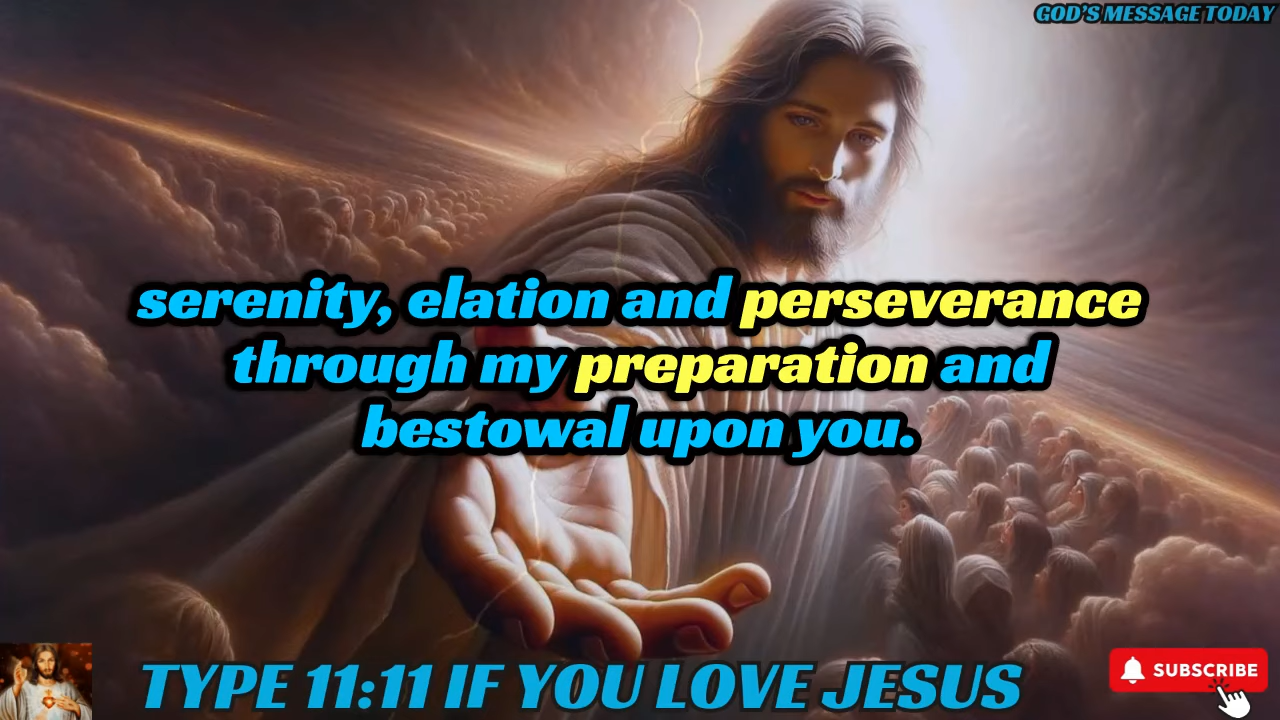 GOD'S MESSAGE TODAY
serenity, elation and perseverance
through my preparation and
bestowal upon you.
TYPE 11:11 IF YOU LOVE JESUS
SUBSCRIBE